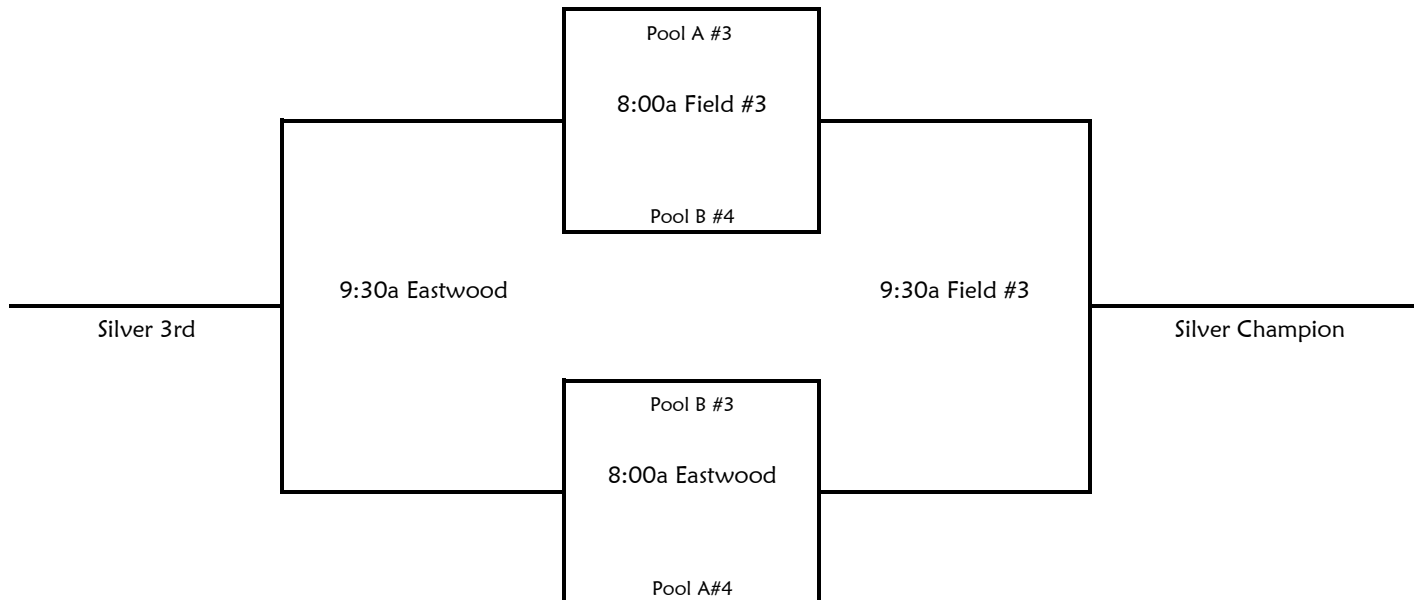 Pool A #3
8:00a Field #3
Pool B #4
9:30a Eastwood
9:30a Field #3
Silver 3rd
Silver Champion
Pool B #3
8:00a Eastwood
Pool A#4